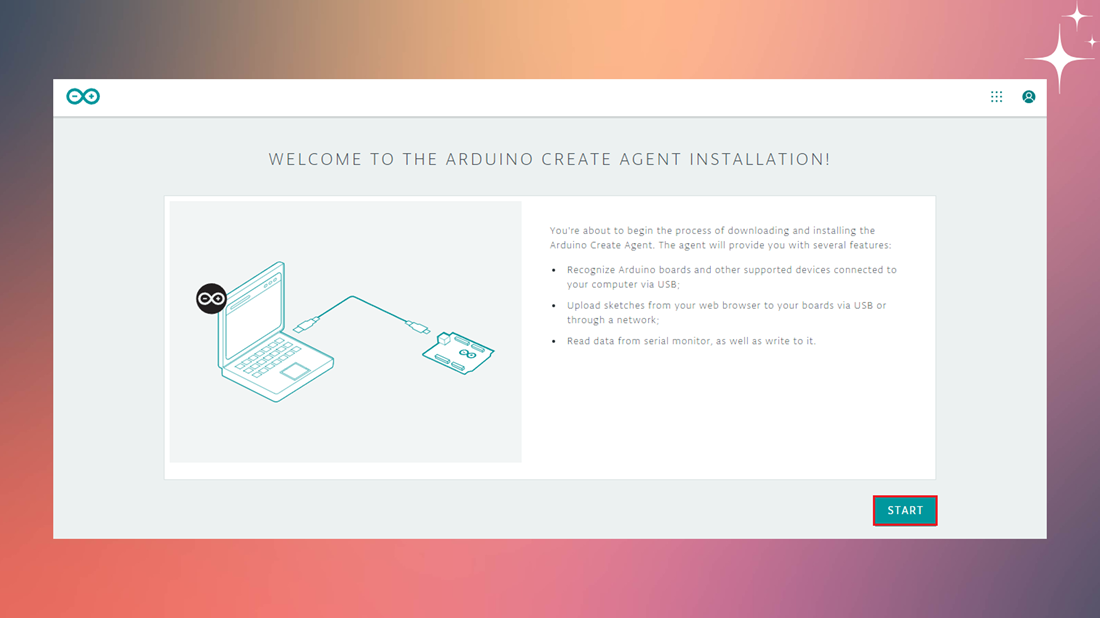 WELCOME TO THE ARDUINO CREATE AGENT INSTALLATION!
You're about to begin the process of downloading and installing the
Arduino Create Agent. The agent will provide you with several features:
• Recognize Arduino boards and other supported devices connected to
your computer via USB;
• Upload sketches from your web browser to your boards via USB or
through a network;
• Read data from serial monitor, as well as write to it.
START